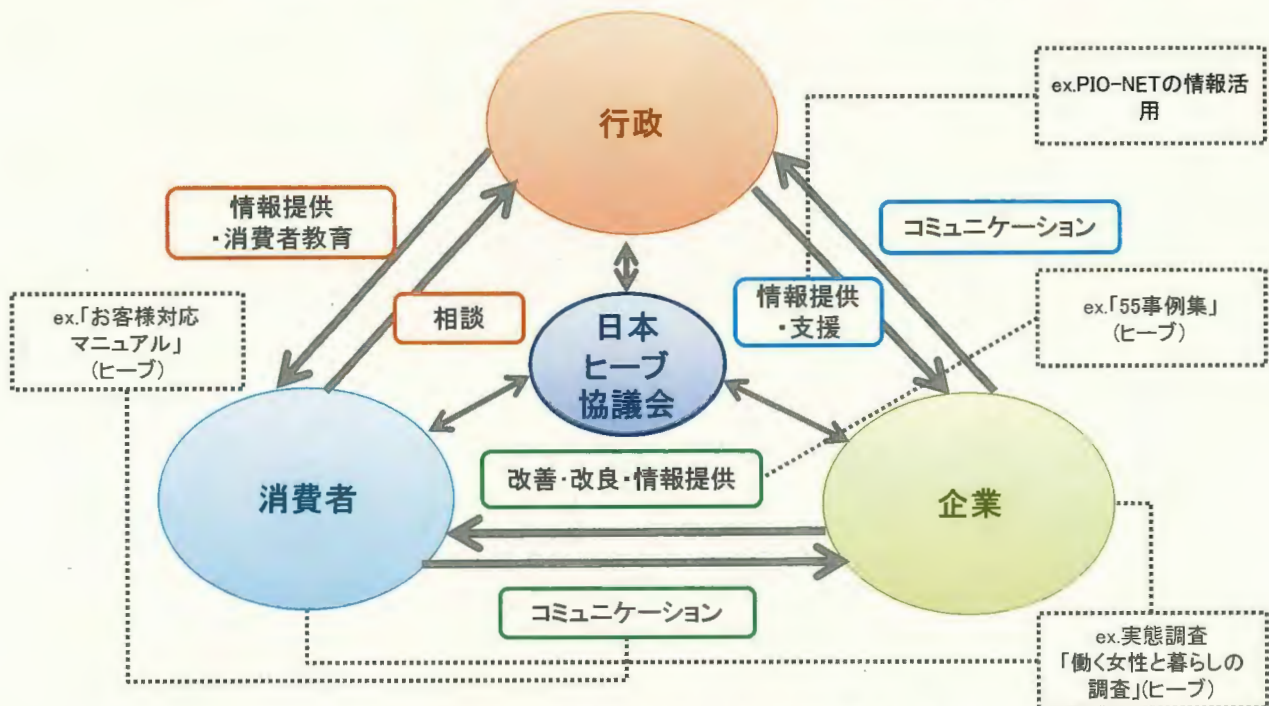 行政
ex.PIO-NETの情報活
用
情報提供
・消費者教育
コミュニケーション
相談
情報提供
・支援
ex.「お客様対応
マニュアル」
(ヒーブ)
ex.「55事例集」
(ヒーブ)
日本
ヒーブ
協議会
改善・改良・情報提供
消費者
企業
コミュニケーション
ex.実態調査
「働く女性と暮らしの
調査」(ヒーブ)